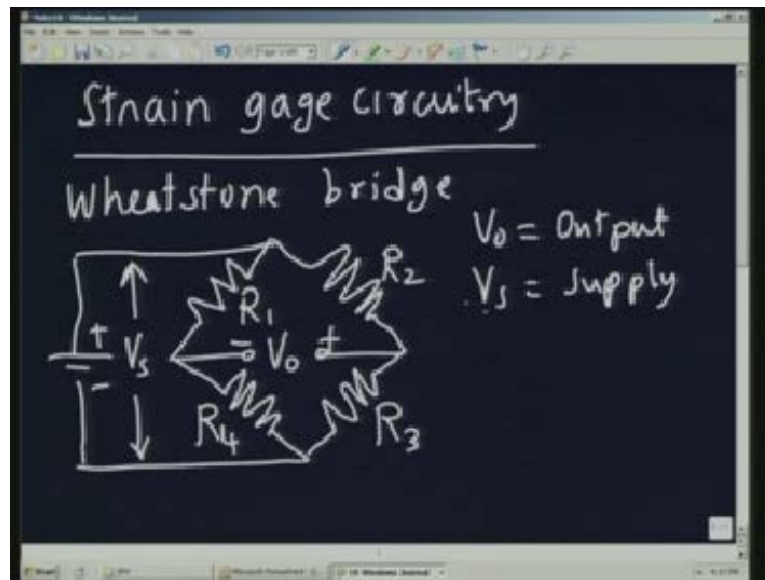 Strain gage circuitry
Wheatstone bridge
V₀ = Output
Vs = Supply
R₁
R₂
+
Vs
-
- V₀ +
R₄
R₃